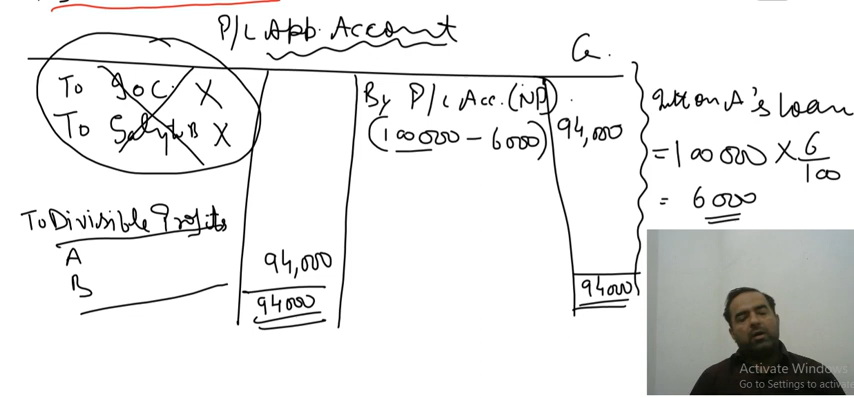 P/L App. Account
Cr.
To IOC X
To Salary to B X
By P/L Acc. (NP)
(100000 - 6000)
94,000
To Divisible Profits
A
B
94,000
94000
94000
Int on A's Loan
= 100000 X 6/100
= 6000
Activate Windows
Go to Settings to activate